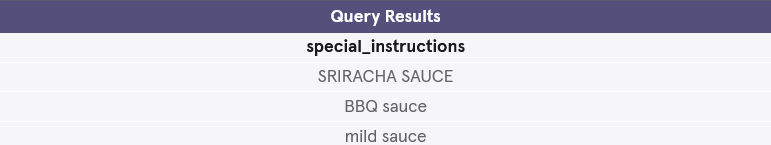 Query Results
special_instructions
SRIRACHA SAUCE
BBQ sauce
mild sauce